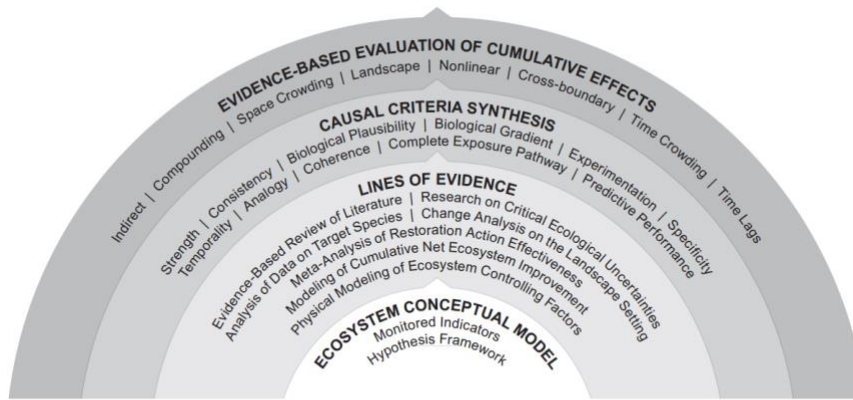 EVIDENCE-BASED EVALUATION OF CUMULATIVE EFFECTS
Indirect | Compounding | Space Crowding | Landscape | Nonlinear | Cross-boundary | Time Crowding | Time Lags
CAUSAL CRITERIA SYNTHESIS
Strength | Consistency | Biological Plausibility | Biological Gradient | Experimentation | Specificity
Temporality | Analogy | Coherence | Complete Exposure Pathway | Predictive Performance
LINES OF EVIDENCE
Evidence-Based Review of Literature | Research on Critical Ecological Uncertainties
Analysis of Data on Target Species | Change Analysis on the Landscape Setting
Meta-Analysis of Restoration Action Effectiveness
Modeling of Cumulative Net Ecosystem Improvement
Physical Modeling of Ecosystem Controlling Factors
ECOSYSTEM CONCEPTUAL MODEL
Monitored Indicators
Hypothesis Framework